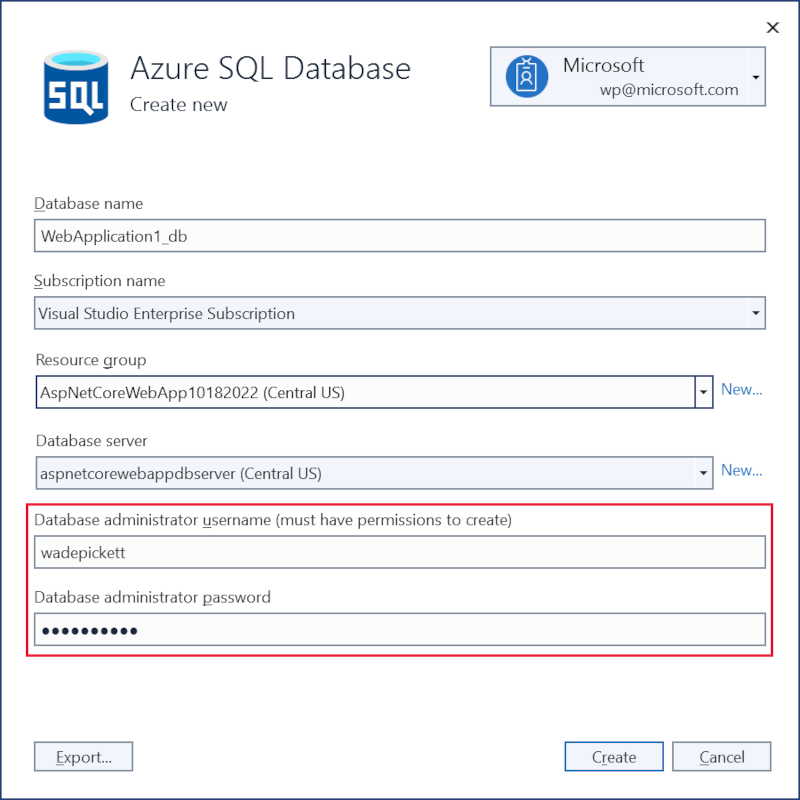 Azure SQL Database
Create new
SQL
Microsoft
wp@microsoft.com
Database name
WebApplication1_db
Subscription name
Visual Studio Enterprise Subscription
Resource group
AspNetCoreWebApp10182022 (Central US)
New...
Database server
aspnetcorewebappdbserver (Central US)
New...
Database administrator username (must have permissions to create)
wadepickett
Database administrator password
●●●●●●●●●●
Export...
Create
Cancel